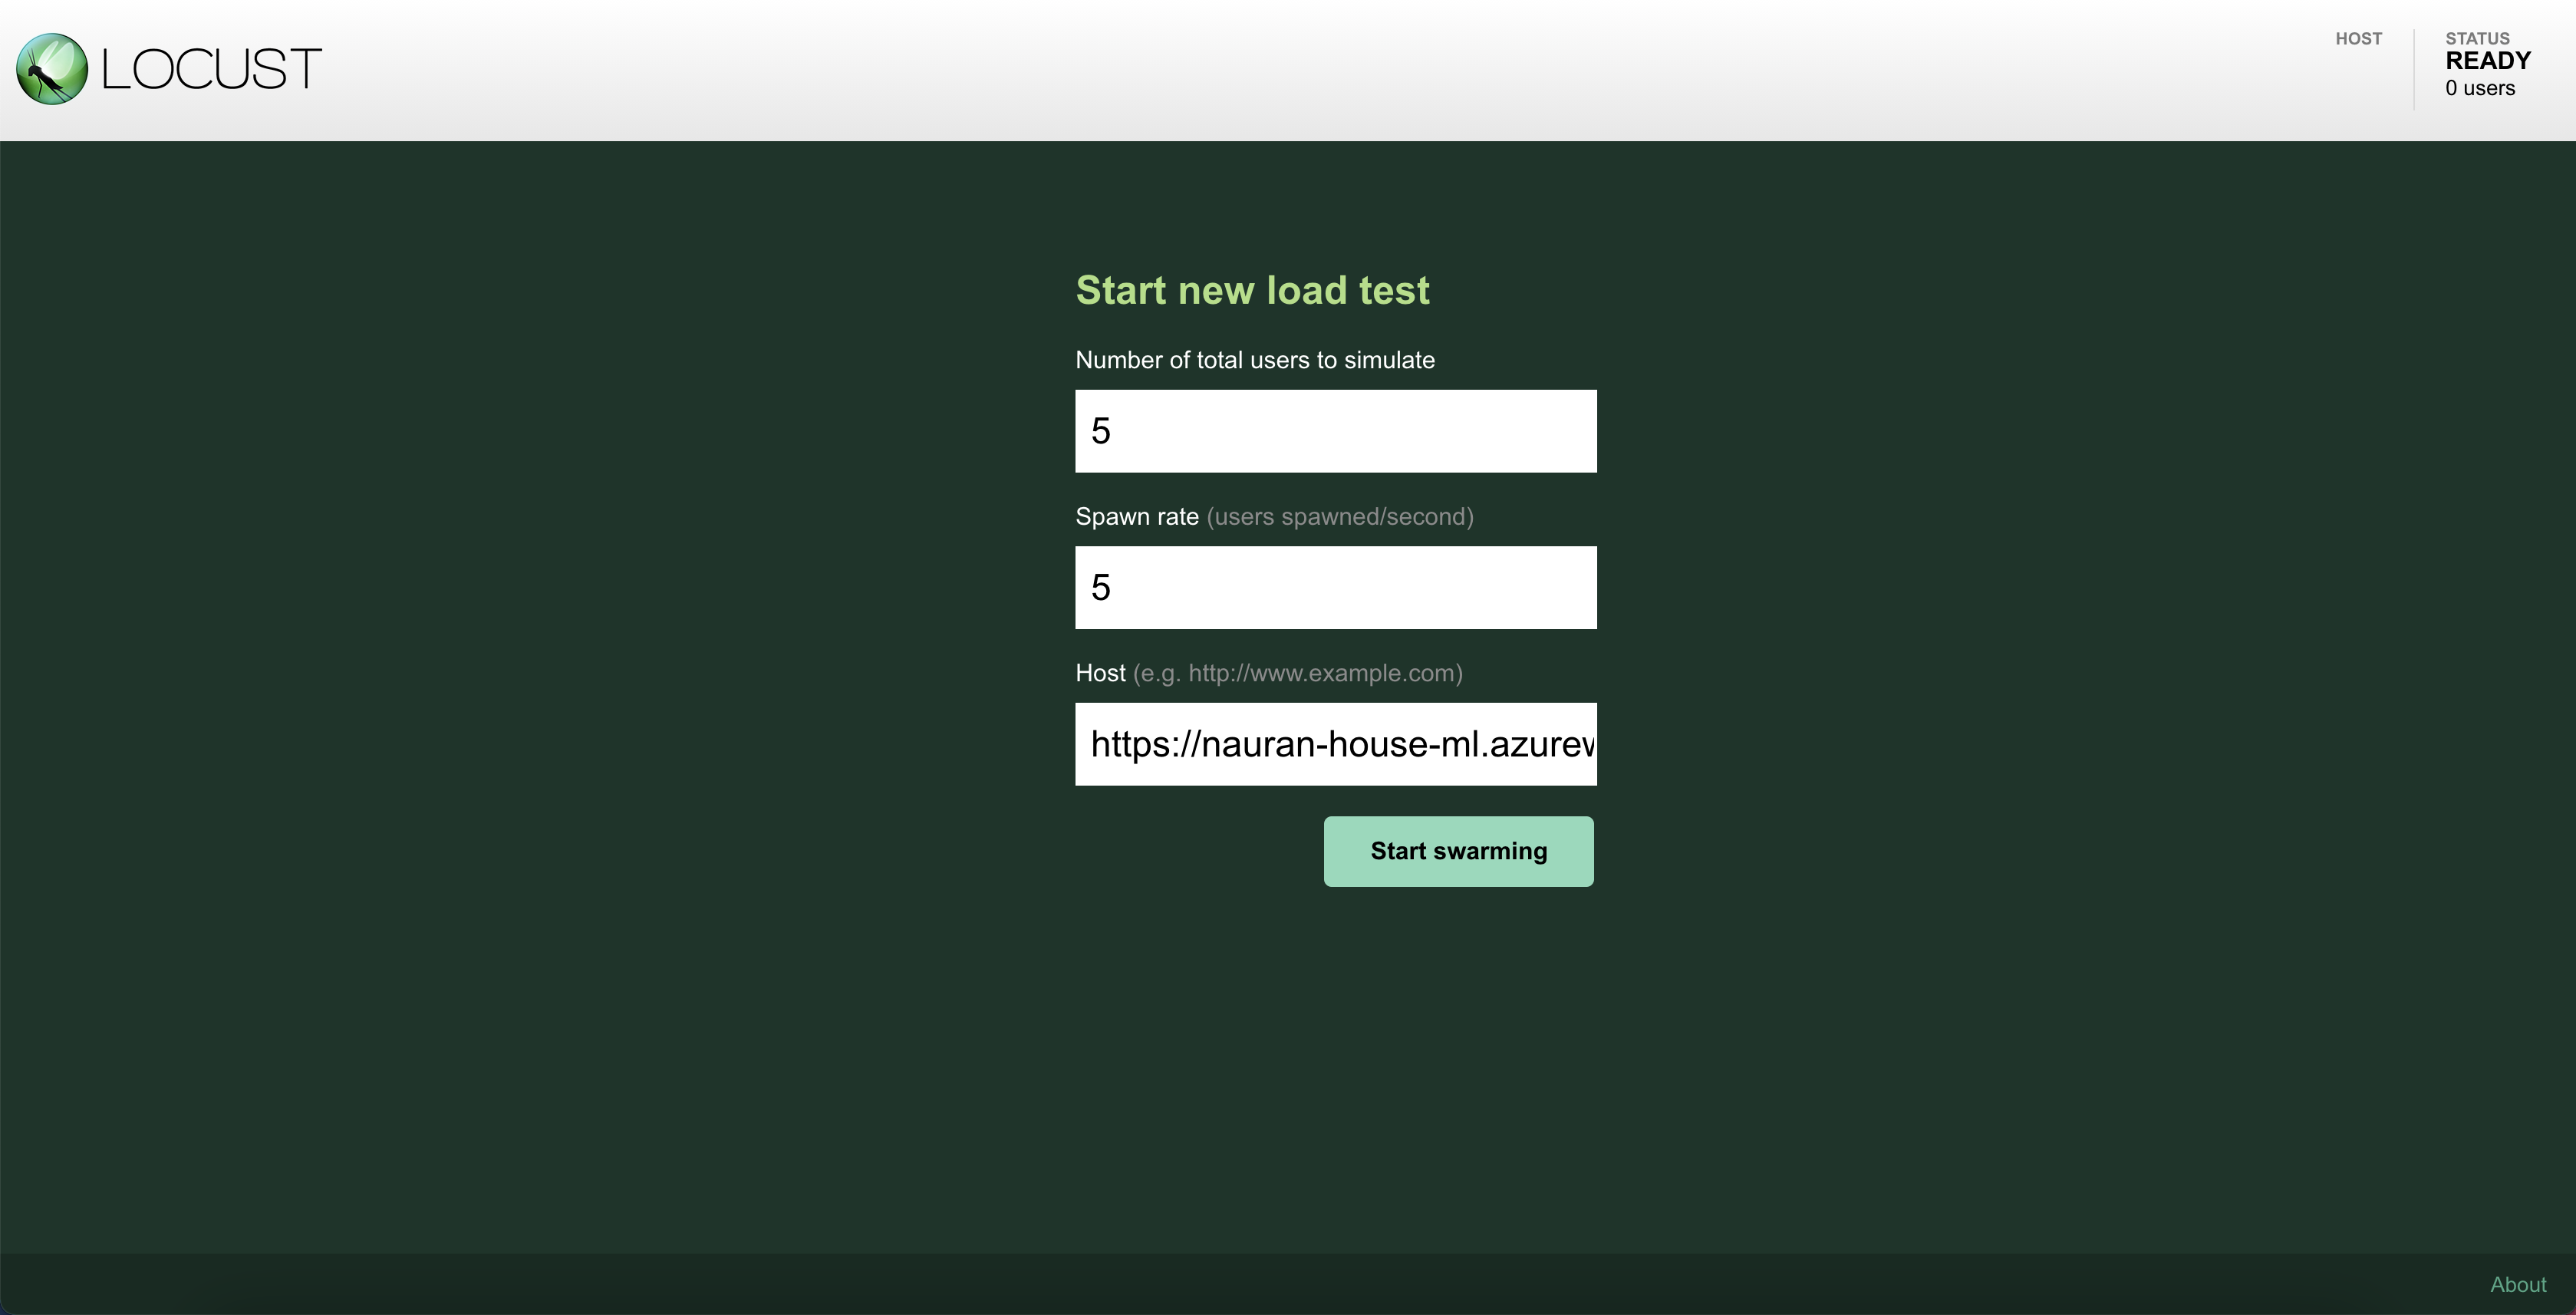 LOCUST
HOST
STATUS
READY
0 users
Start new load test
Number of total users to simulate
5
Spawn rate (users spawned/second)
5
Host (e.g. http://www.example.com)
https://nauran-house-ml.azurew
Start swarming
About